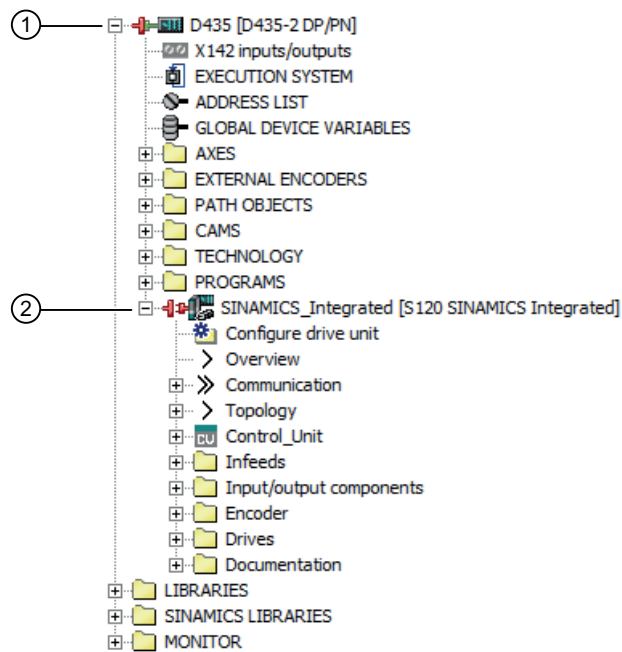 1 D435 [D435-2 DP/PN]
X142 inputs/outputs
EXECUTION SYSTEM
ADDRESS LIST
GLOBAL DEVICE VARIABLES
AXES
EXTERNAL ENCODERS
PATH OBJECTS
CAMS
TECHNOLOGY
PROGRAMS
2 SINAMICS_Integrated [S120 SINAMICS Integrated]
Configure drive unit
Overview
Communication
Topology
CU Control_Unit
Infeeds
Input/output components
Encoder
Drives
Documentation
LIBRARIES
SINAMICS LIBRARIES
MONITOR